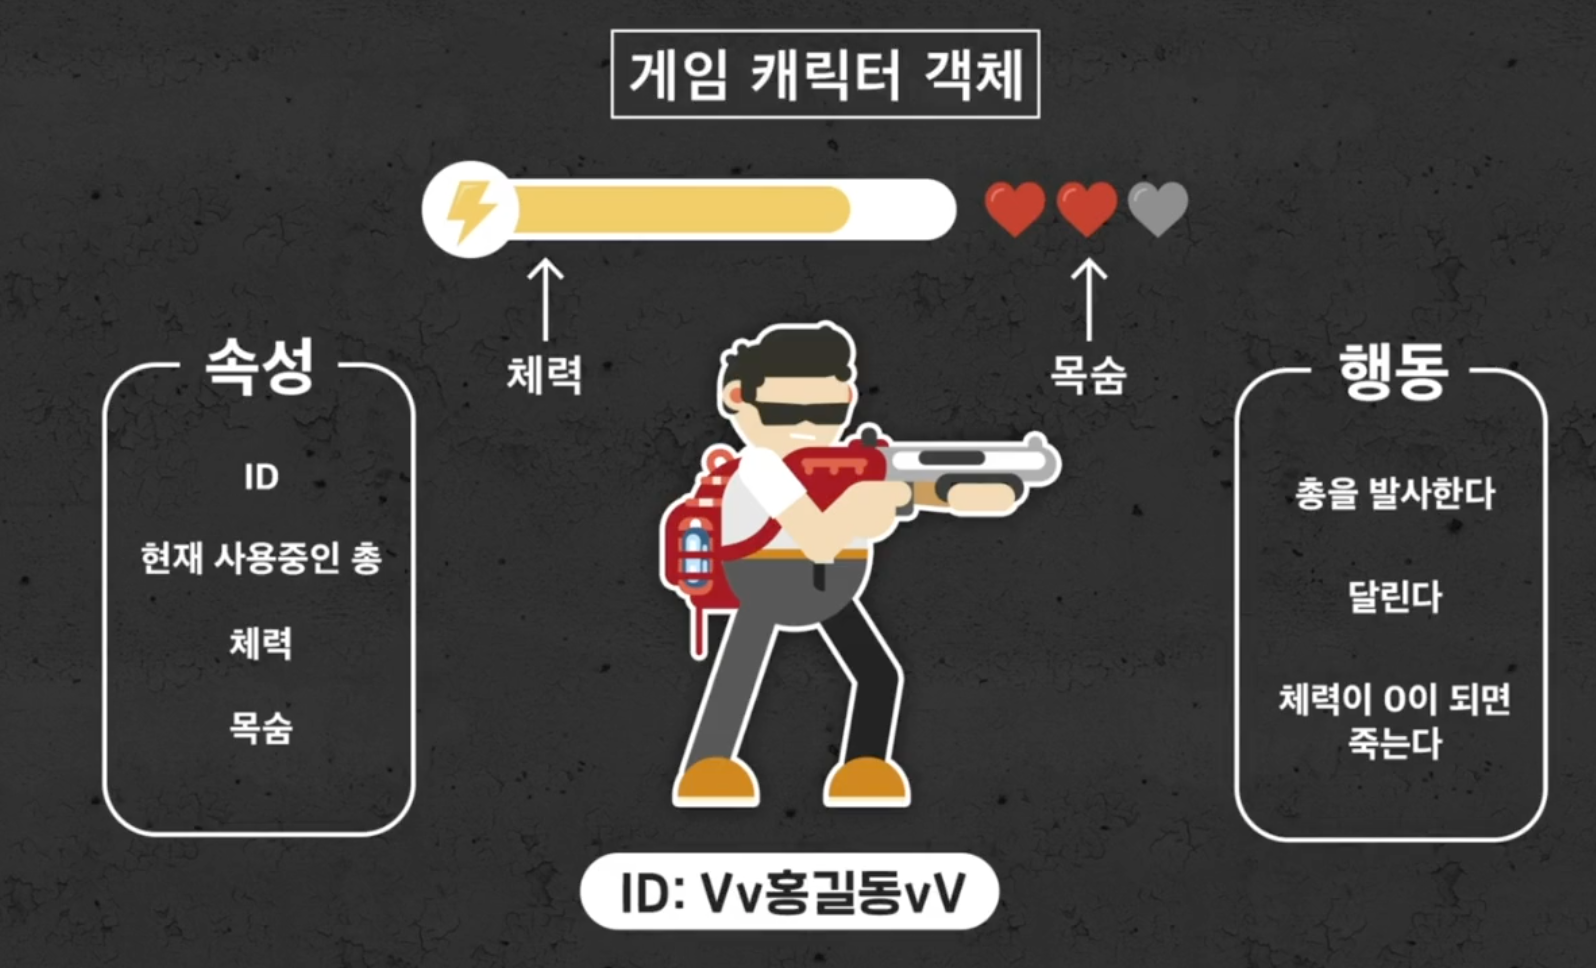 게임 캐릭터 객체
체력
목숨
속성
ID
현재 사용중인 총
체력
목숨
행동
총을 발사한다
달린다
체력이 0이 되면
죽는다
ID: Vv홍길동vV